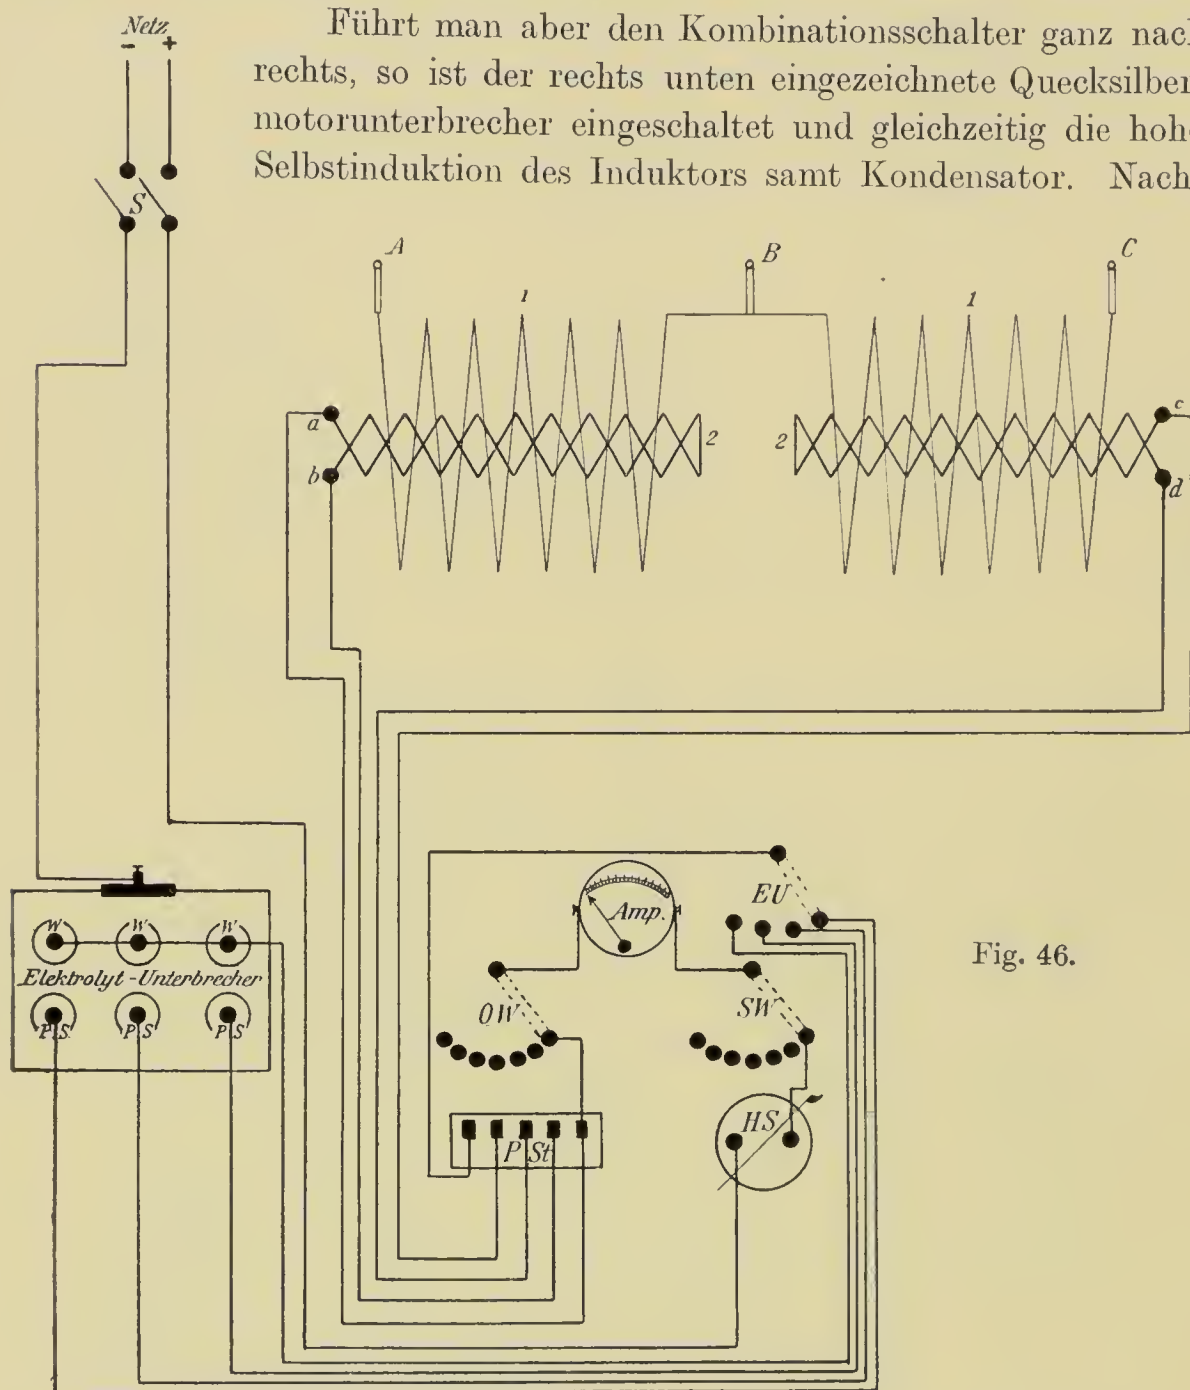 Netz
- +
Führt man aber den Kombinationsschalter ganz nach
rechts, so ist der rechts unten eingezeichnete Quecksilber
motorunterbrecher eingeschaltet und gleichzeitig die hohe
Selbstinduktion des Induktors samt Kondensator. Nach
S
A B C
1 1
a c
2 2
b d
EU
Amp.
Fig. 46.
W W W
Elektrolyt-Unterbrecher
P.S. P S P S
OW SW
HS
P St